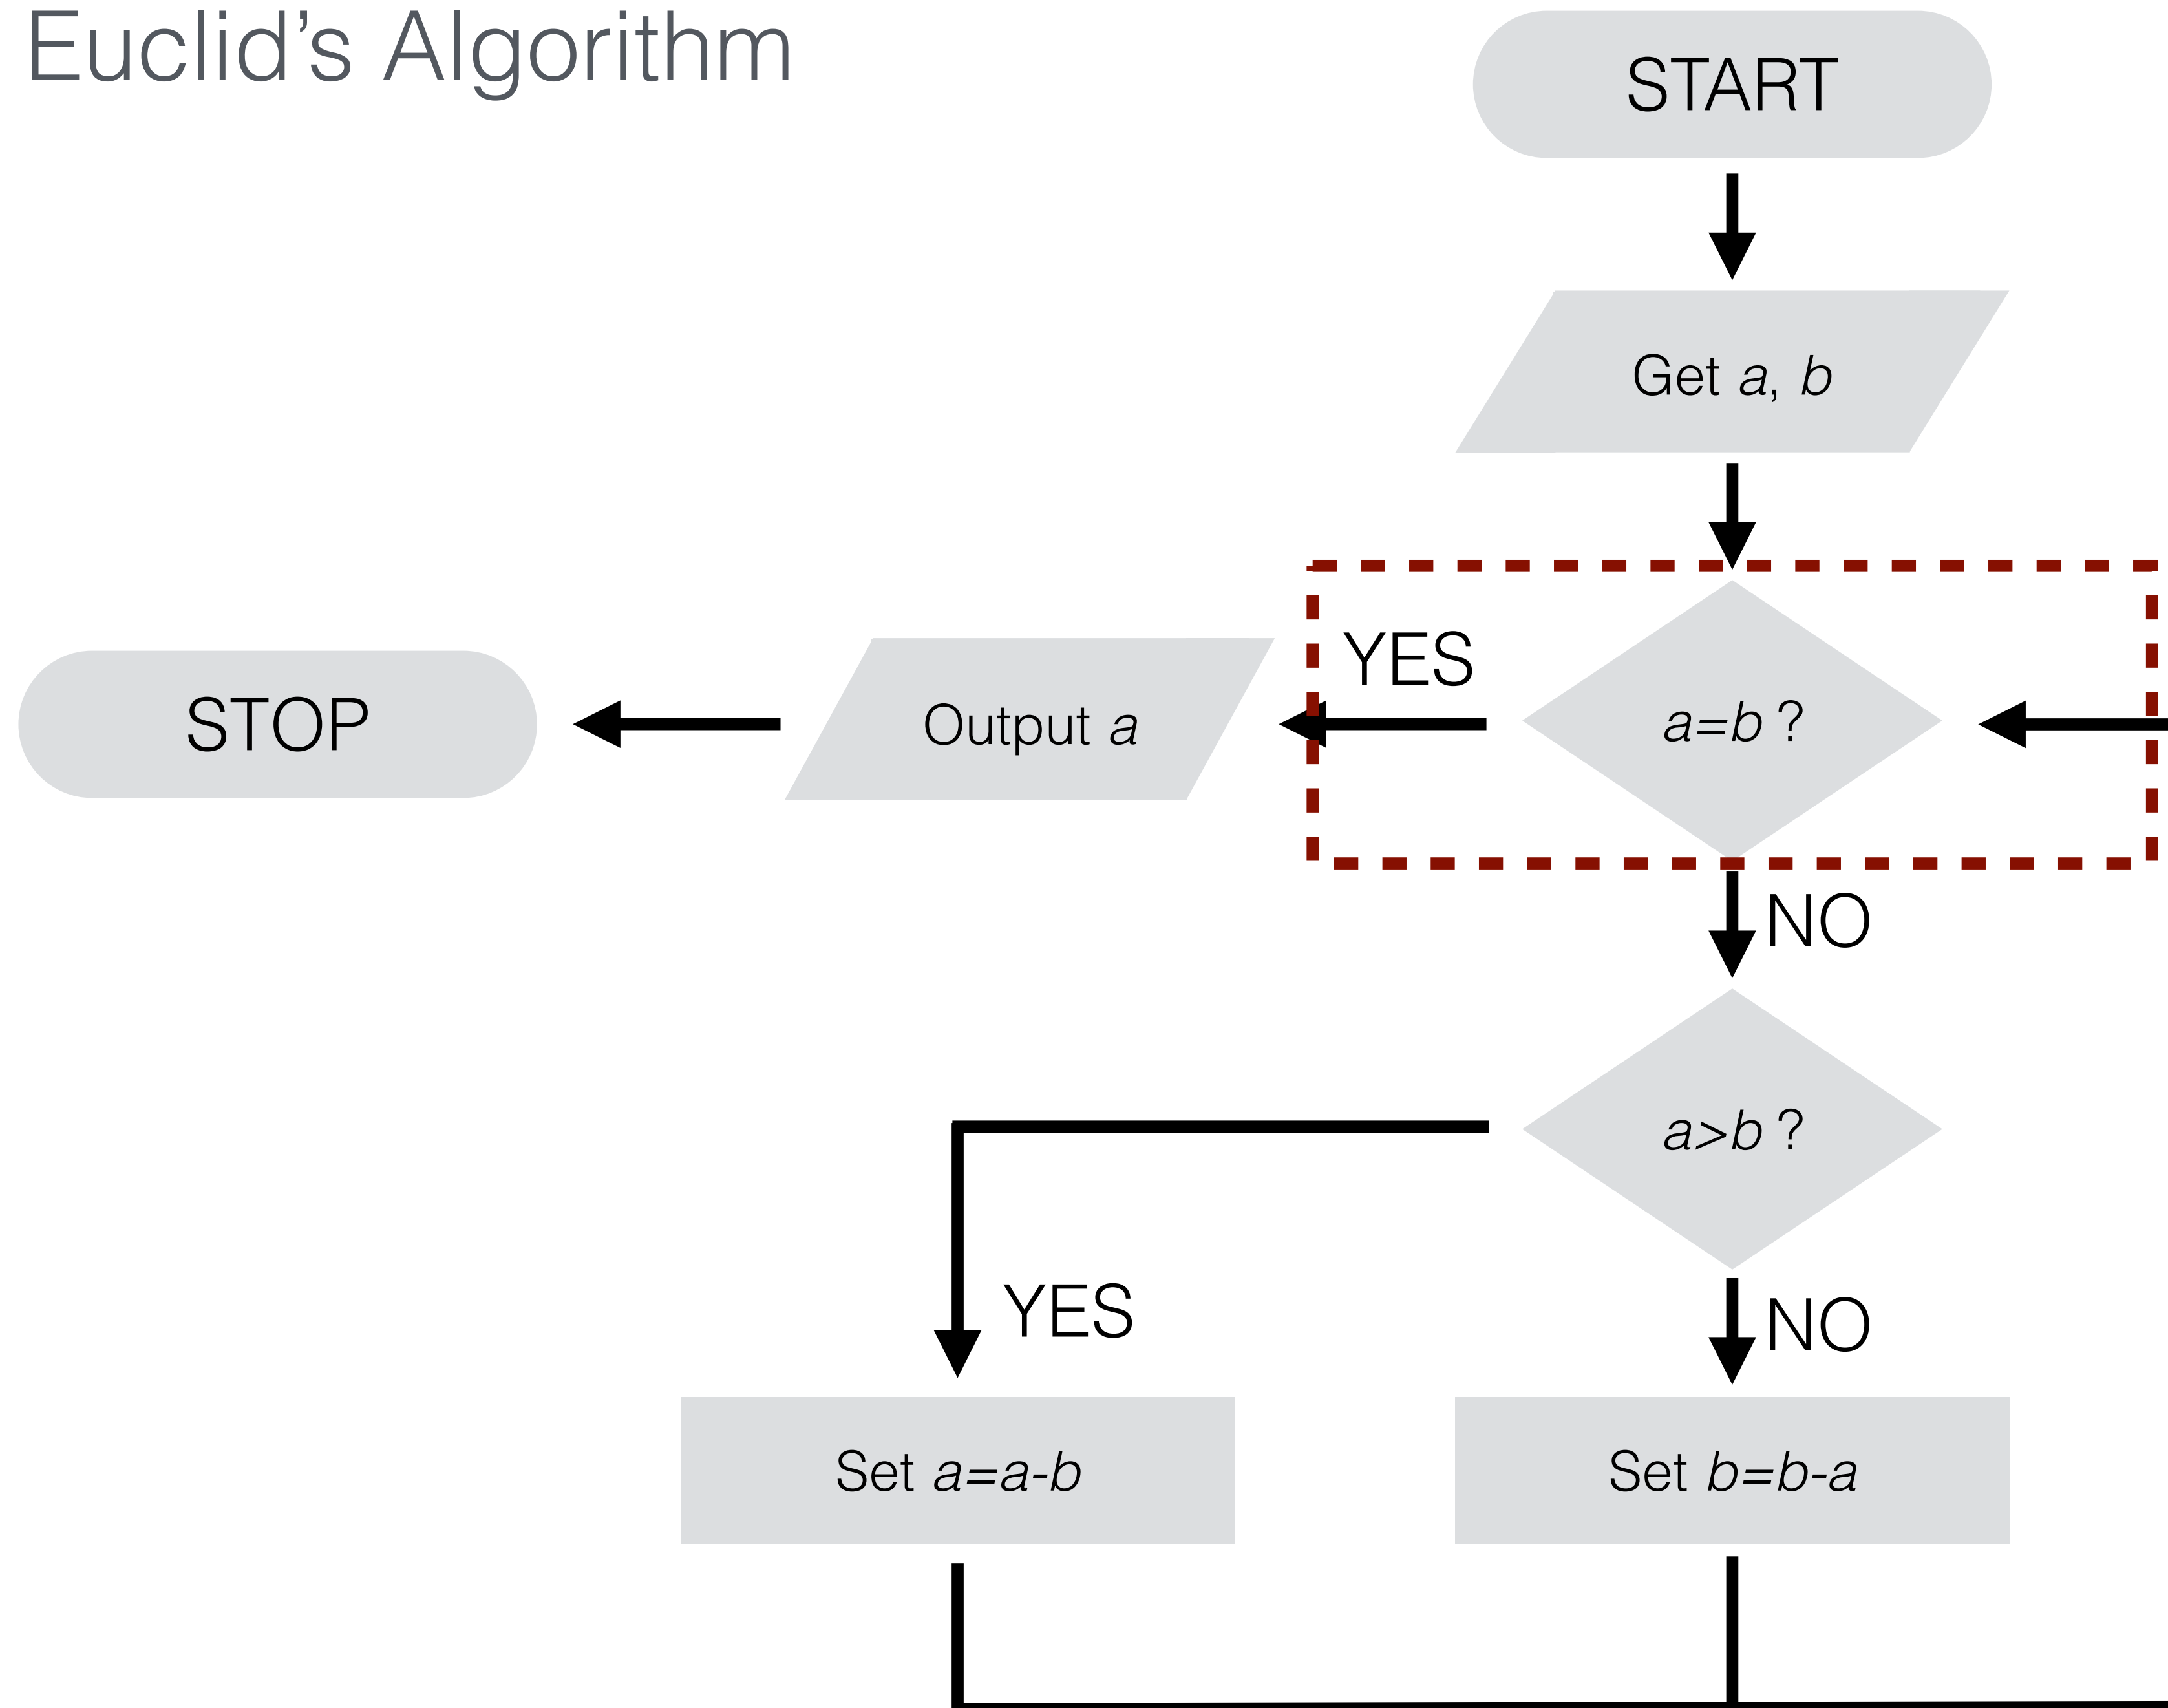 Euclid’s Algorithm
START
Get a, b
a=b ?
YES
Output a
STOP
NO
a>b ?
YES
NO
Set a=a-b
Set b=b-a